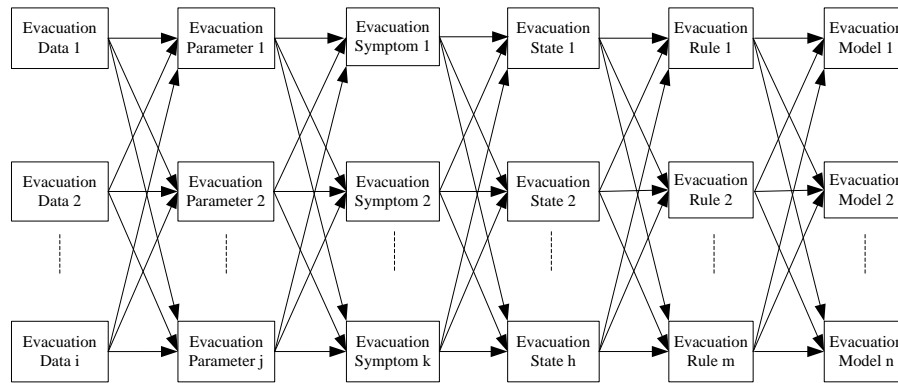 Evacuation
Data 1
Evacuation
Parameter 1
Evacuation
Symptom 1
Evacuation
State 1
Evacuation
Rule 1
Evacuation
Model 1
Evacuation
Data 2
Evacuation
Parameter 2
Evacuation
Symptom 2
Evacuation
State 2
Evacuation
Rule 2
Evacuation
Model 2
Evacuation
Data i
Evacuation
Parameter j
Evacuation
Symptom k
Evacuation
State h
Evacuation
Rule m
Evacuation
Model n